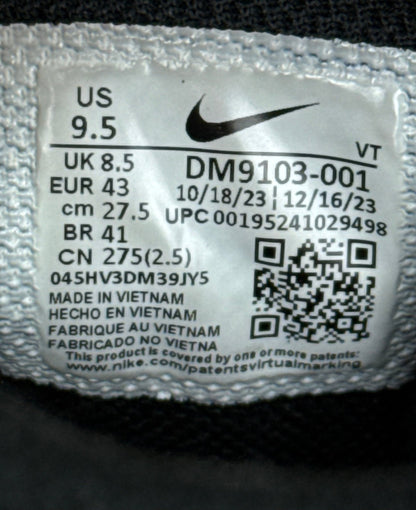 US
9.5
VT
UK 8.5
DM9103-001
EUR 43
10/18/23 | 12/16/23
cm 27.5
UPC 00195241029498
BR 41
CN 275(2.5)
045HV3DM39JY5
MADE IN VIETNAM
HECHO EN VIETNAM
FABRIQUE AU VIETNAM
FABRICADO NO VIETNA
This product is covered by one or more patents:
www.nike.com/patentsvirtualmarking